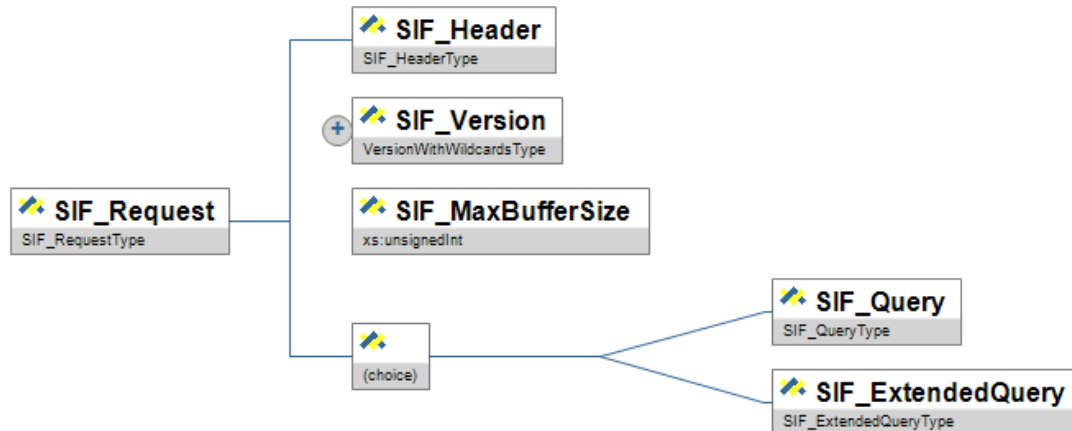 SIF_Header
SIF_HeaderType
+
SIF_Version
VersionWithWildcardsType
SIF_Request
SIF_RequestType
SIF_MaxBufferSize
xs:unsignedInt
SIF_Query
SIF_QueryType
(choice)
SIF_ExtendedQuery
SIF_ExtendedQueryType